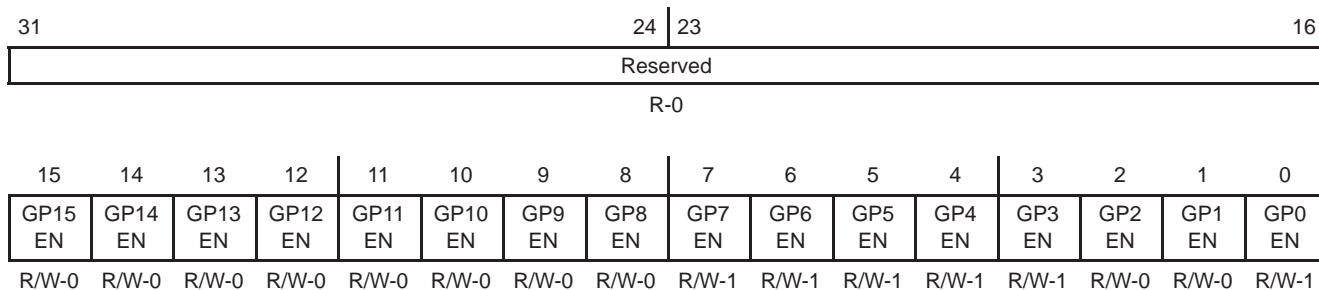 31 24 23 16
Reserved
R-0
15 14 13 12 11 10 9 8 7 6 5 4 3 2 1 0
GP15 GP14 GP13 GP12 GP11 GP10 GP9 GP8 GP7 GP6 GP5 GP4 GP3 GP2 GP1 GP0
EN EN EN EN EN EN EN EN EN EN EN EN EN EN EN EN
R/W-0 R/W-0 R/W-0 R/W-0 R/W-0 R/W-0 R/W-0 R/W-0 R/W-1 R/W-1 R/W-1 R/W-1 R/W-1 R/W-0 R/W-0 R/W-1